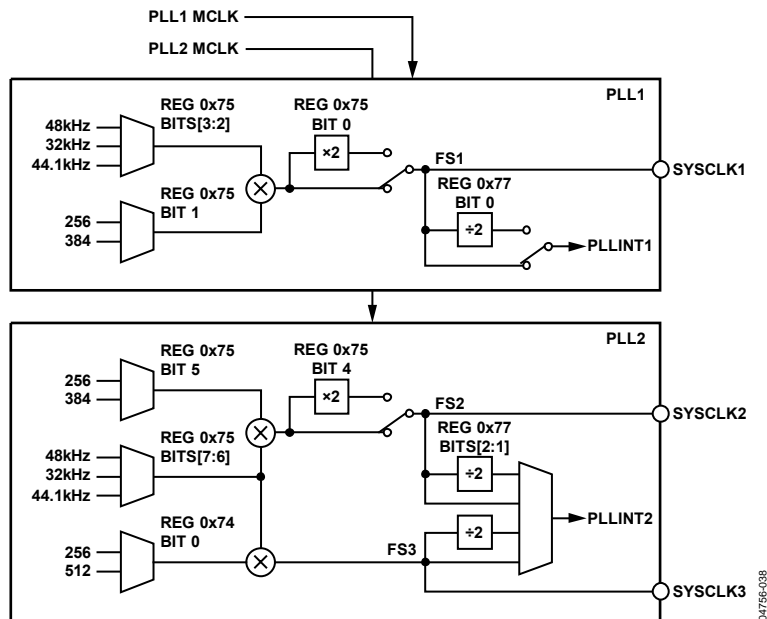 PLL1 MCLK
PLL2 MCLK
PLL1
REG 0x75
BITS[3:2]
48kHz
32kHz
44.1kHz
REG 0x75
BIT 1
256
384
REG 0x75
BIT 0
×2
FS1
SYSCLK1
REG 0x77
BIT 0
÷2
PLLINT1
PLL2
REG 0x75
BIT 5
256
384
REG 0x75
BITS[7:6]
48kHz
32kHz
44.1kHz
REG 0x74
BIT 0
256
512
REG 0x75
BIT 4
×2
FS2
SYSCLK2
REG 0x77
BITS[2:1]
÷2
÷2
PLLINT2
FS3
SYSCLK3
04756-038